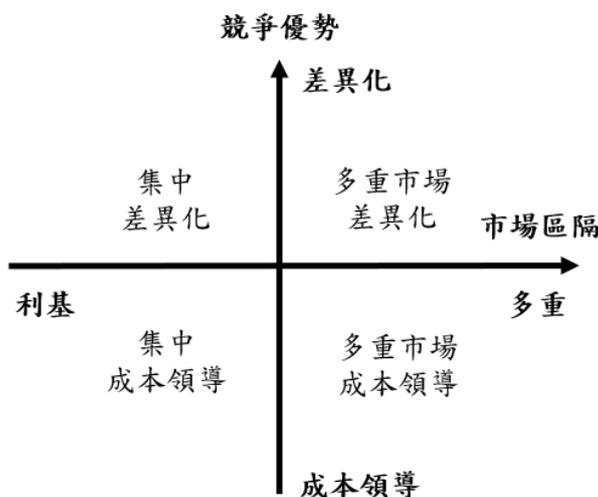 競爭優勢
差異化
集中
差異化
多重市場
差異化
市場區隔
利基
多重
集中
成本領導
多重市場
成本領導
成本領導